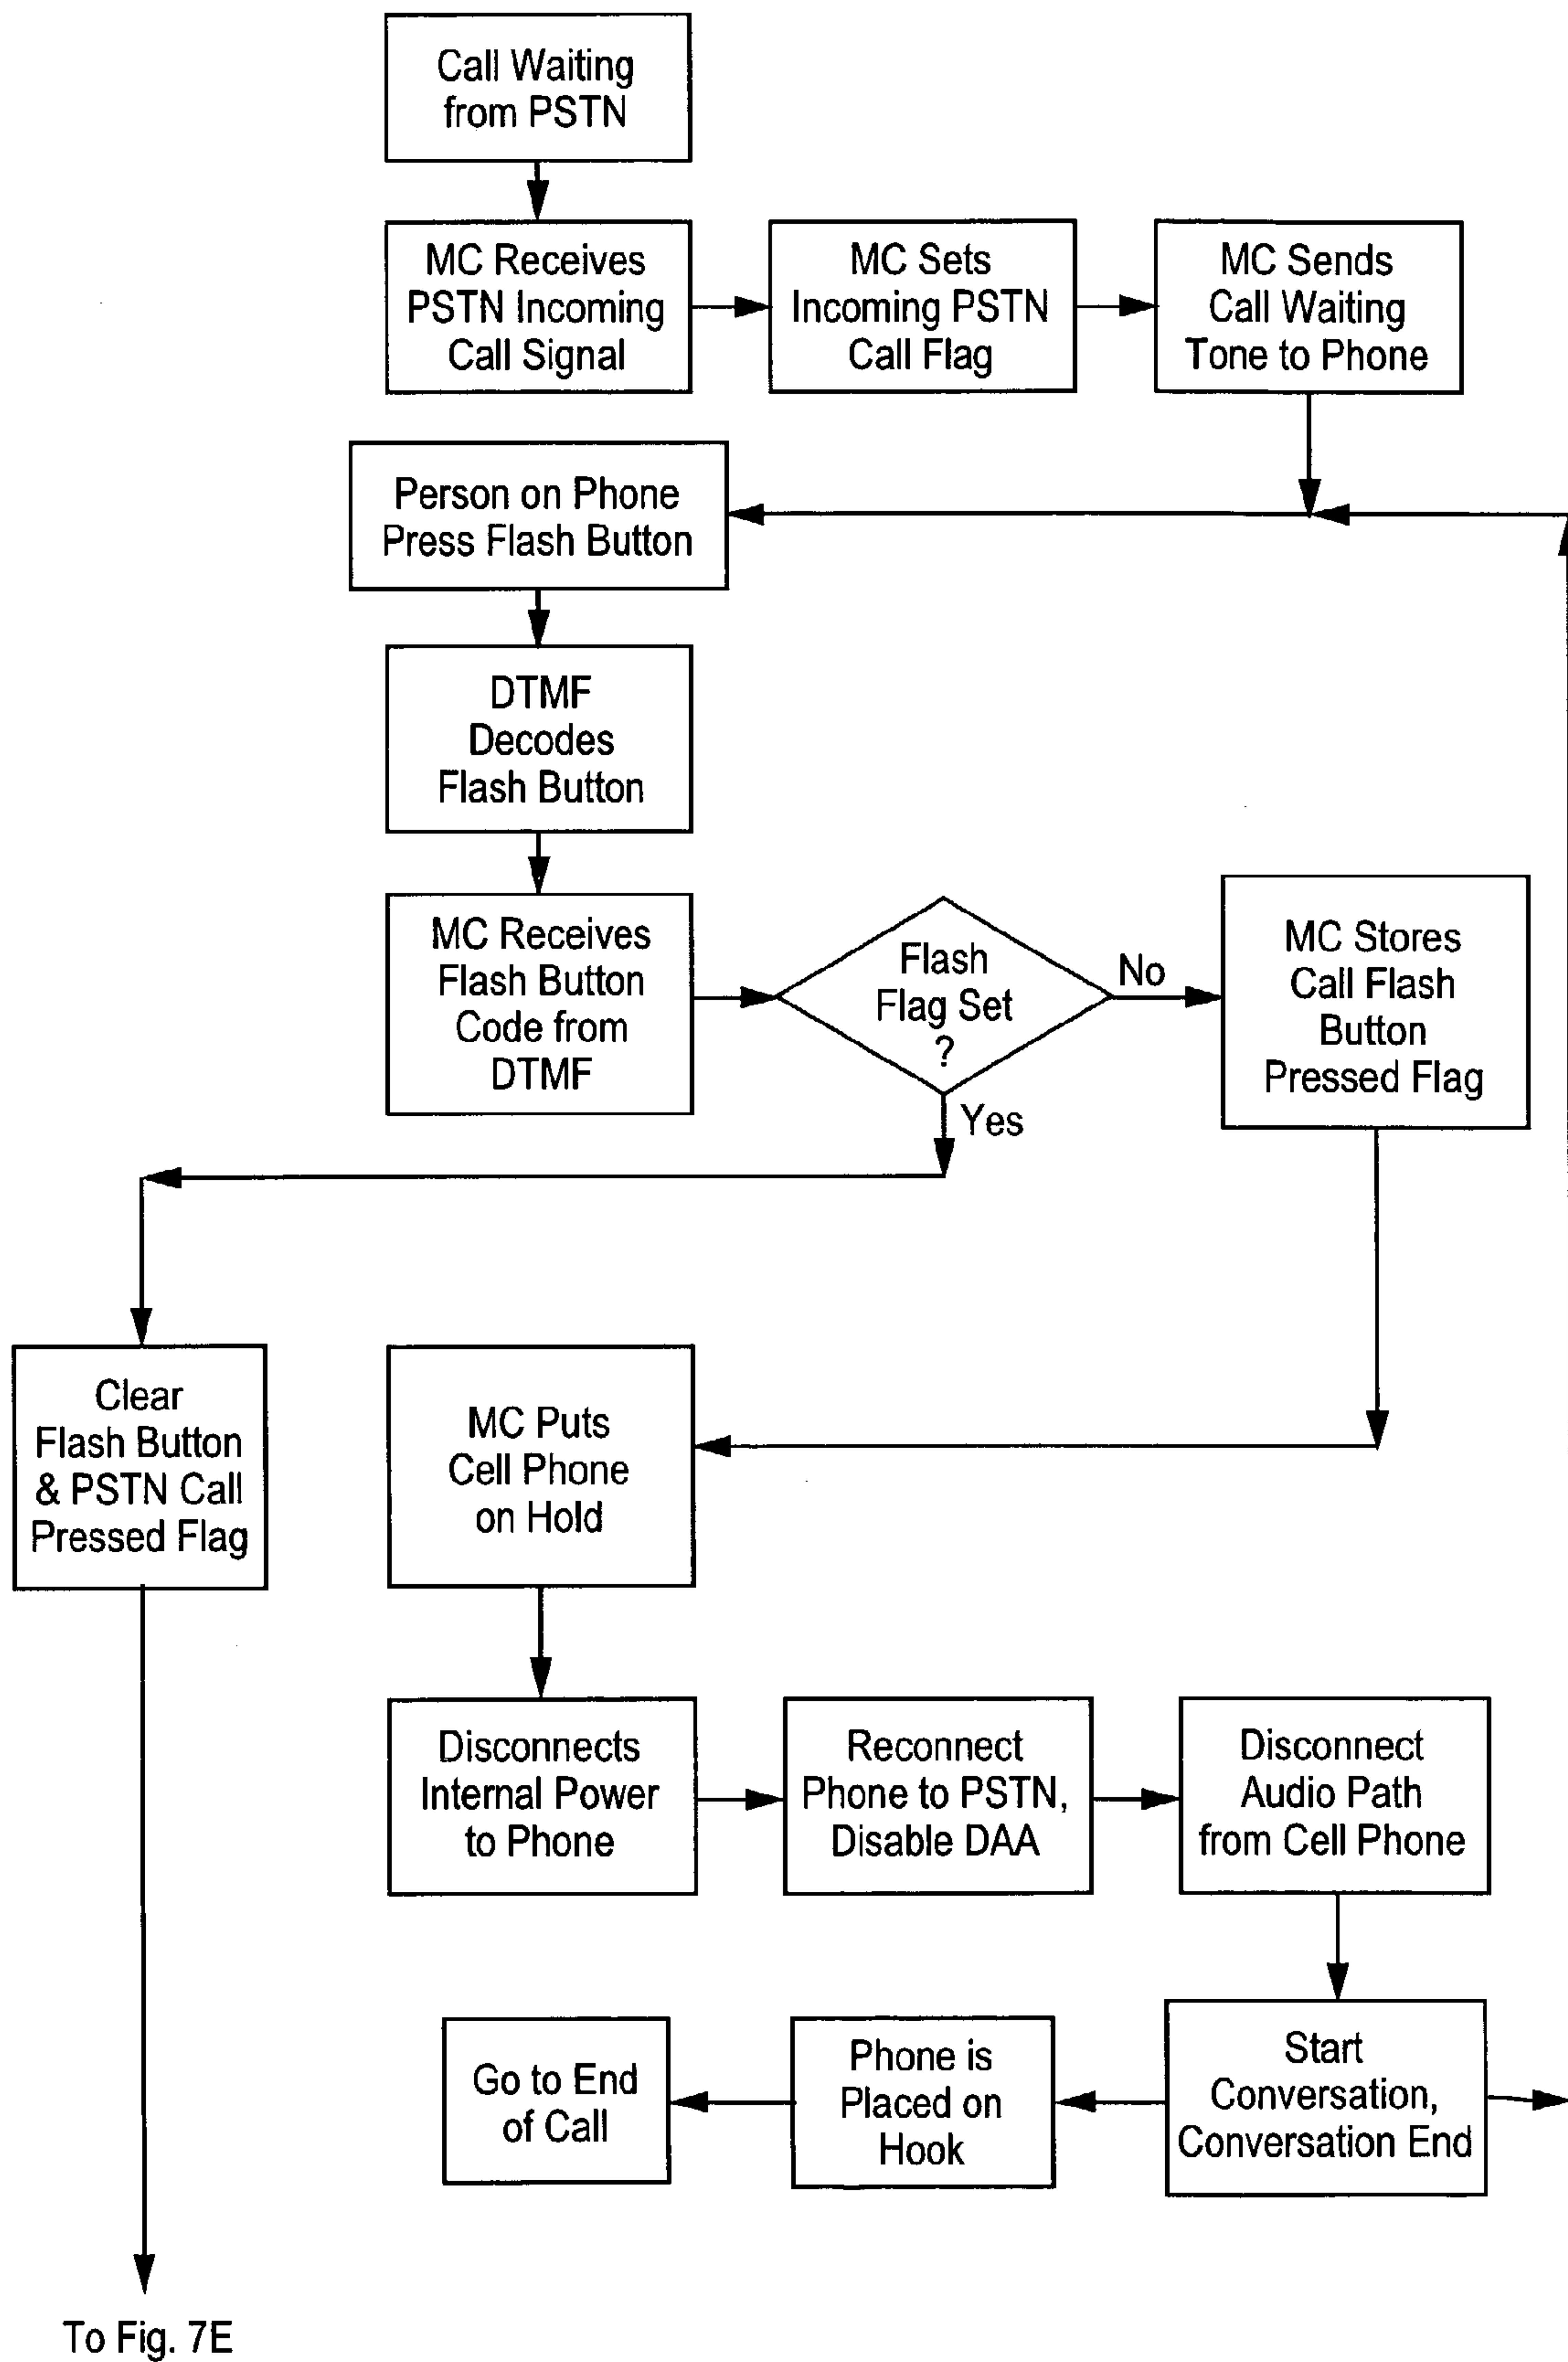 Call Waiting
from PSTN
MC Receives
PSTN Incoming
Call Signal
MC Sets
Incoming PSTN
Call Flag
MC Sends
Call Waiting
Tone to Phone
Person on Phone
Press Flash Button
DTMF
Decodes
Flash Button
MC Receives
Flash Button
Code from
DTMF
Flash
Flag Set
?
No
Yes
MC Stores
Call Flash
Button
Pressed Flag
Clear
Flash Button
& PSTN Call
Pressed Flag
MC Puts
Cell Phone
on Hold
Disconnects
Internal Power
to Phone
Reconnect
Phone to PSTN,
Disable DAA
Disconnect
Audio Path
from Cell Phone
Start
Conversation,
Conversation End
Phone is
Placed on
Hook
Go to End
of Call
To Fig. 7E